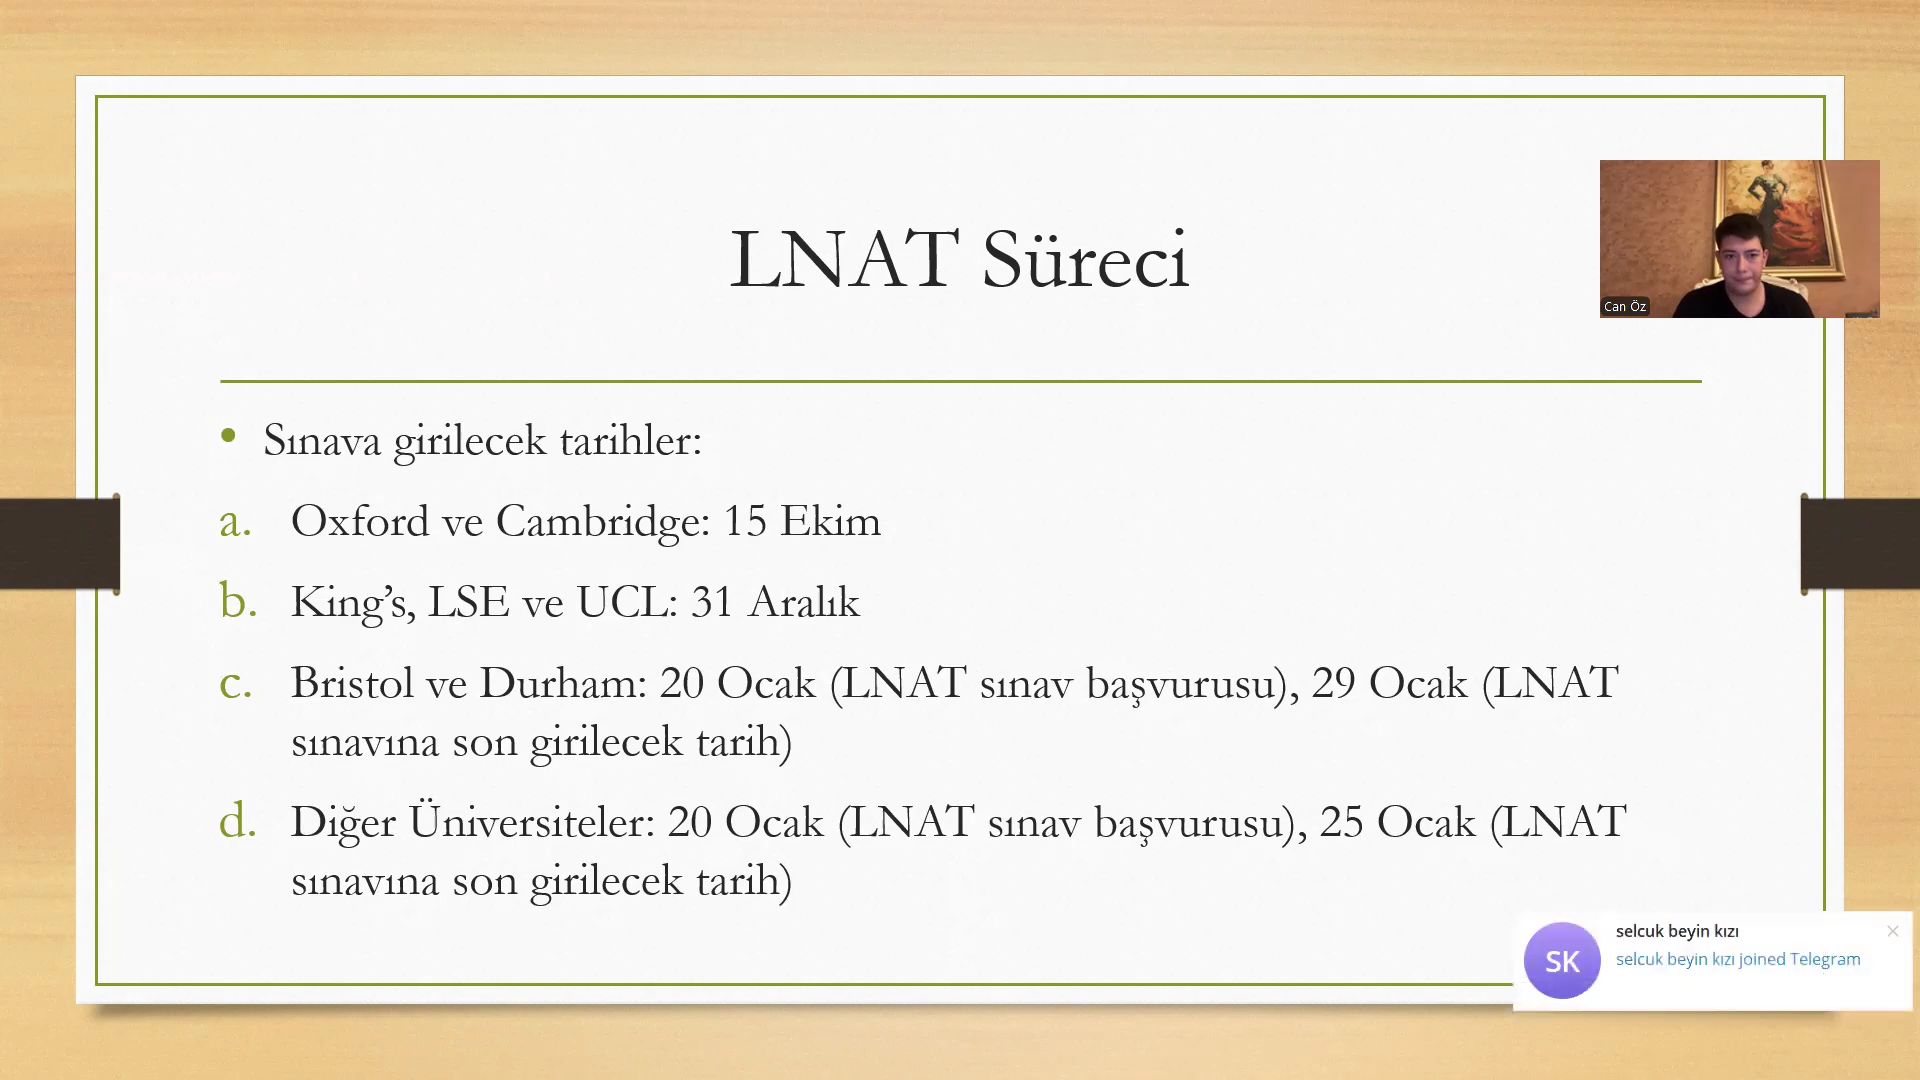 LNAT Süreci
Can Öz
• Sınava girilecek tarihler:
a. Oxford ve Cambridge: 15 Ekim
b. King’s, LSE ve UCL: 31 Aralık
c. Bristol ve Durham: 20 Ocak (LNAT sınav başvurusu), 29 Ocak (LNAT
sınavına son girilecek tarih)
d. Diğer Üniversiteler: 20 Ocak (LNAT sınav başvurusu), 25 Ocak (LNAT
sınavına son girilecek tarih)
SK
selcuk beyin kızı
selcuk beyin kızı joined Telegram